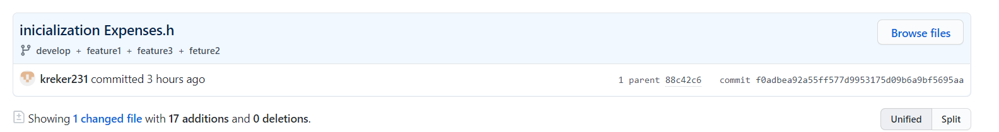 inicialization Expenses.h
Browse files
develop + feature1 + feature3 + feture2
kreker231 committed 3 hours ago
1 parent 88c42c6 commit f0adbea92a55ff577d9953175d09b6a9bf5695aa
Showing 1 changed file with 17 additions and 0 deletions.
Unified Split